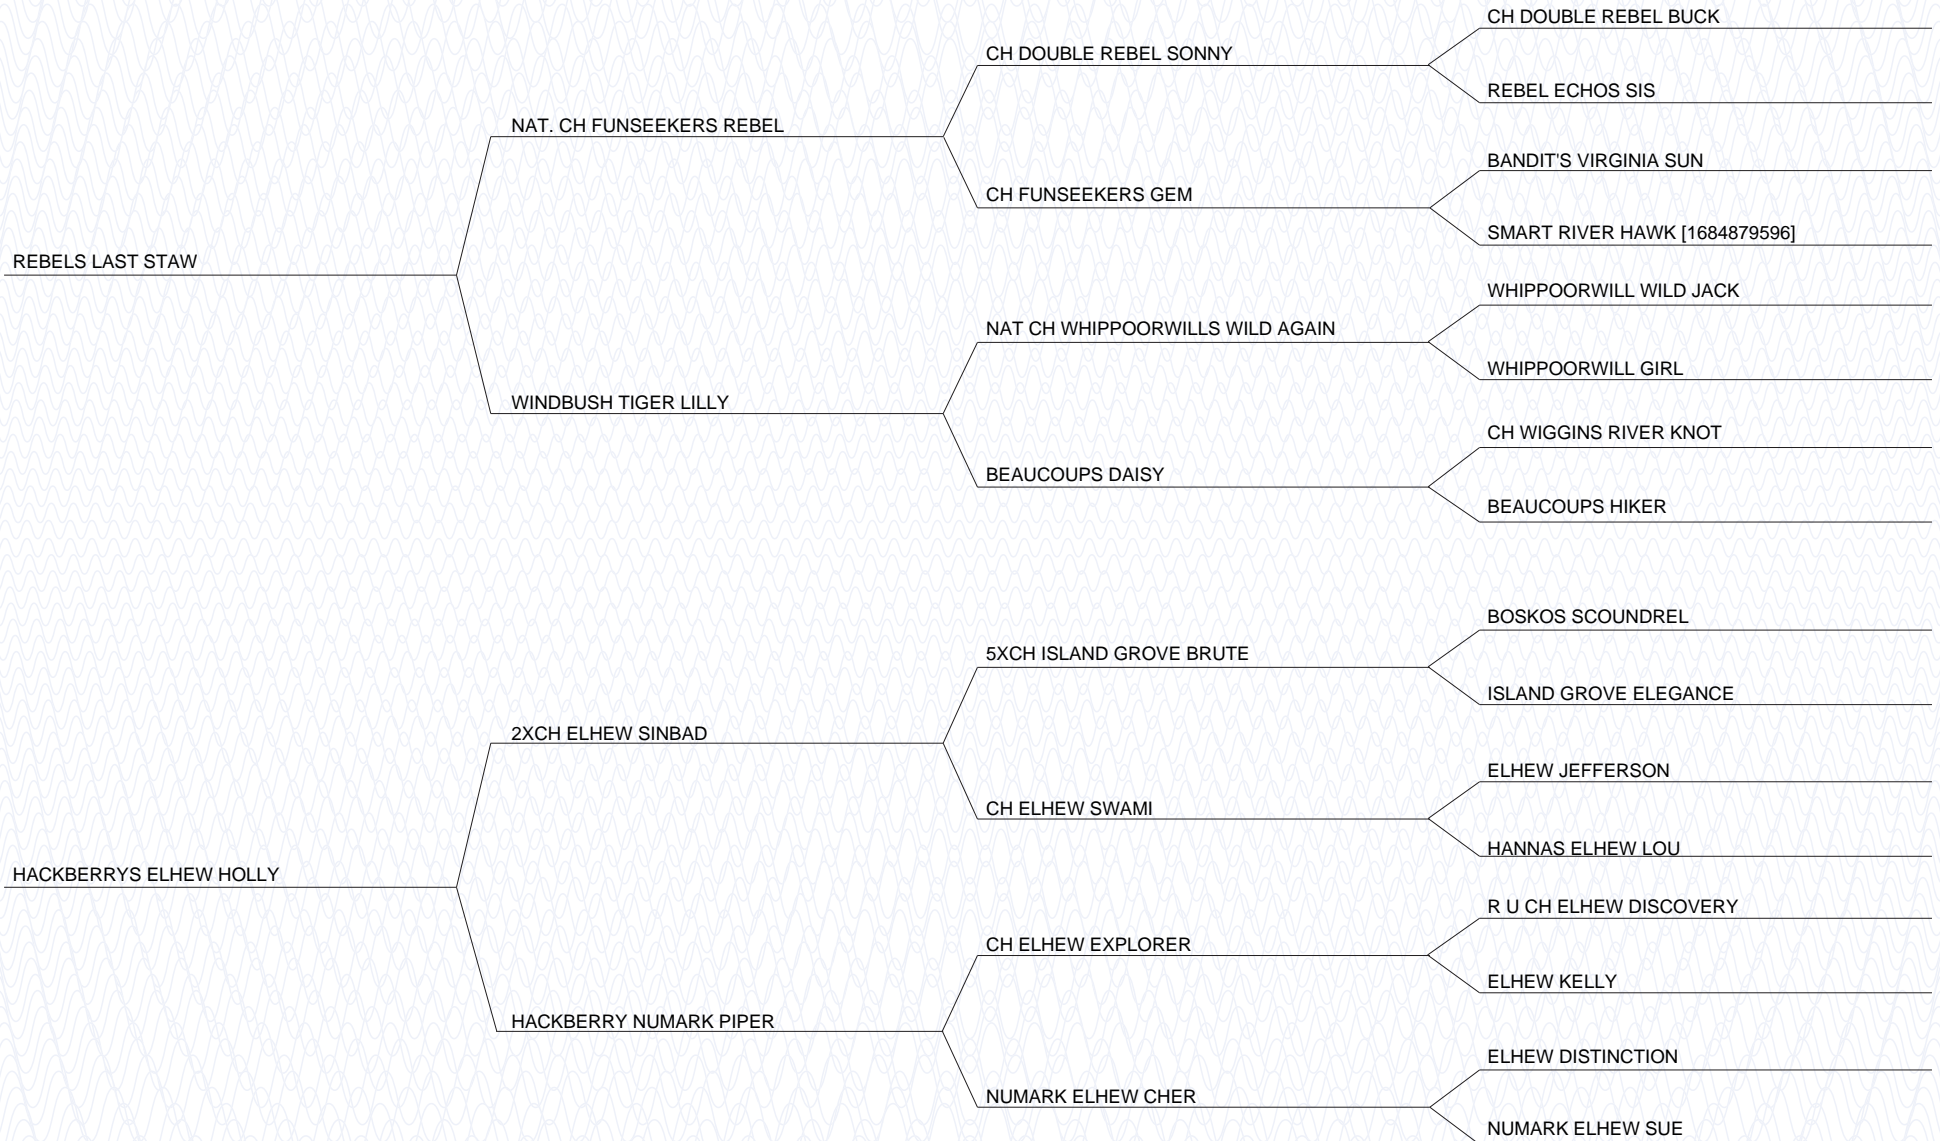 CH DOUBLE REBEL BUCK
CH DOUBLE REBEL SONNY
REBEL ECHOS SIS
NAT. CH FUNSEEKERS REBEL
BANDIT'S VIRGINIA SUN
CH FUNSEEKERS GEM
SMART RIVER HAWK [1684879596]
REBELS LAST STAW
WHIPPOORWILL WILD JACK
NAT CH WHIPPOORWILLS WILD AGAIN
WHIPPOORWILL GIRL
WINDBUSH TIGER LILLY
CH WIGGINS RIVER KNOT
BEAUCOUPS DAISY
BEAUCOUPS HIKER
BOSKOS SCOUNDREL
5XCH ISLAND GROVE BRUTE
ISLAND GROVE ELEGANCE
2XCH ELHEW SINBAD
ELHEW JEFFERSON
CH ELHEW SWAMI
HANNAS ELHEW LOU
HACKBERRYS ELHEW HOLLY
R U CH ELHEW DISCOVERY
CH ELHEW EXPLORER
ELHEW KELLY
HACKBERRY NUMARK PIPER
ELHEW DISTINCTION
NUMARK ELHEW CHER
NUMARK ELHEW SUE